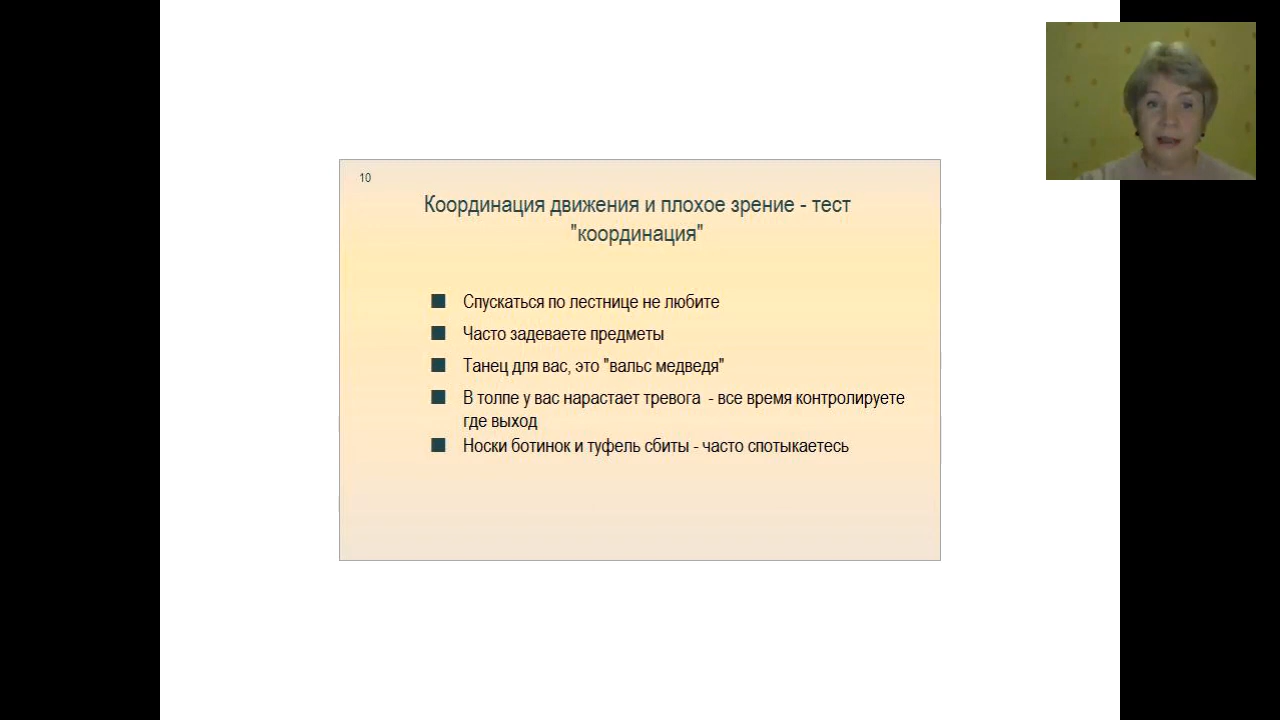 10
Координация движения и плохое зрение - тест
"координация"
Спускаться по лестнице не любите
Часто задеваете предметы
Танец для вас, это "вальс медведя"
В толпе у вас нарастает тревога - все время контролируете
где выход
Носки ботинок и туфель сбиты - часто спотыкаетесь